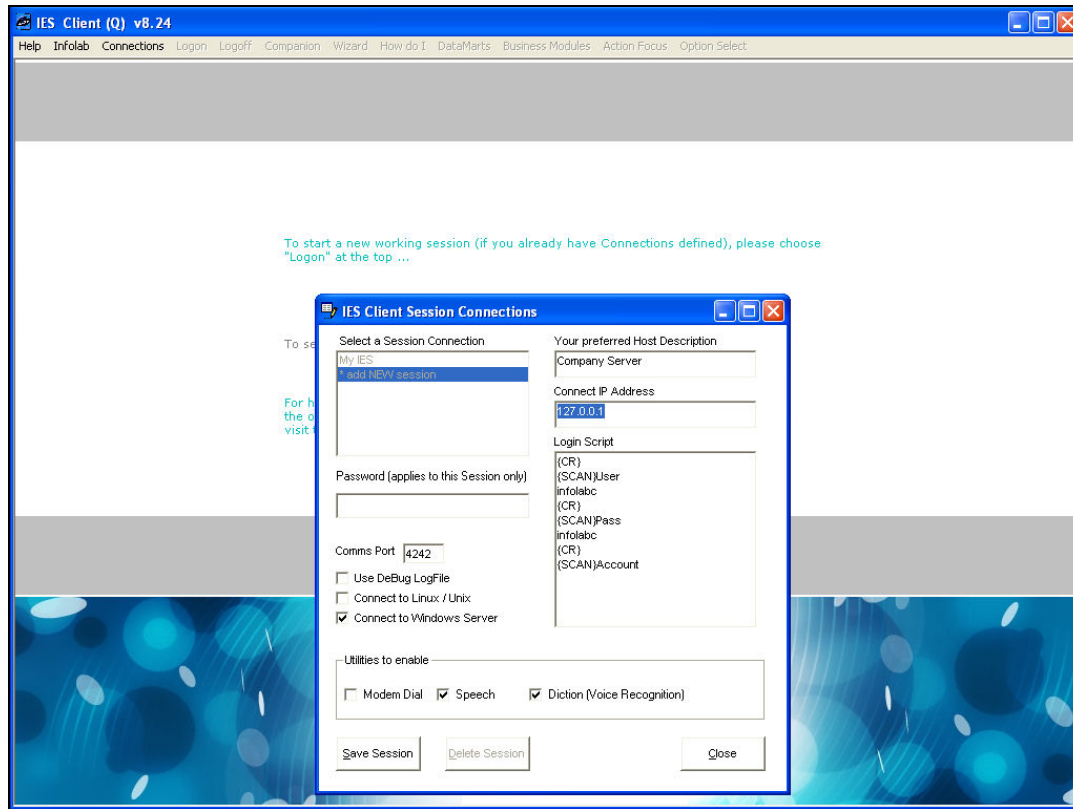 IES Client (Q) v8.24
Help Infolab Connections Logon Logoff Companion Wizard How do I DataMarts Business Modules Action Focus Option Select
To start a new working session (if you already have Connections defined), please choose
"Logon" at the top ...
To se
For h
the o
visit t
IES Client Session Connections
Select a Session Connection
My IES
* add NEW session
Password (applies to this Session only)
Comms Port 4242
Use DeBug LogFile
Connect to Linux / Unix
Connect to Windows Server
Your preferred Host Description
Company Server
Connect IP Address
127.0.0.1
Login Script
{CR}
{SCAN}User
infolabc
{CR}
{SCAN}Pass
infolabc
{CR}
{SCAN}Account
Utilities to enable
Modem Dial Speech Diction (Voice Recognition)
Save Session Delete Session Close